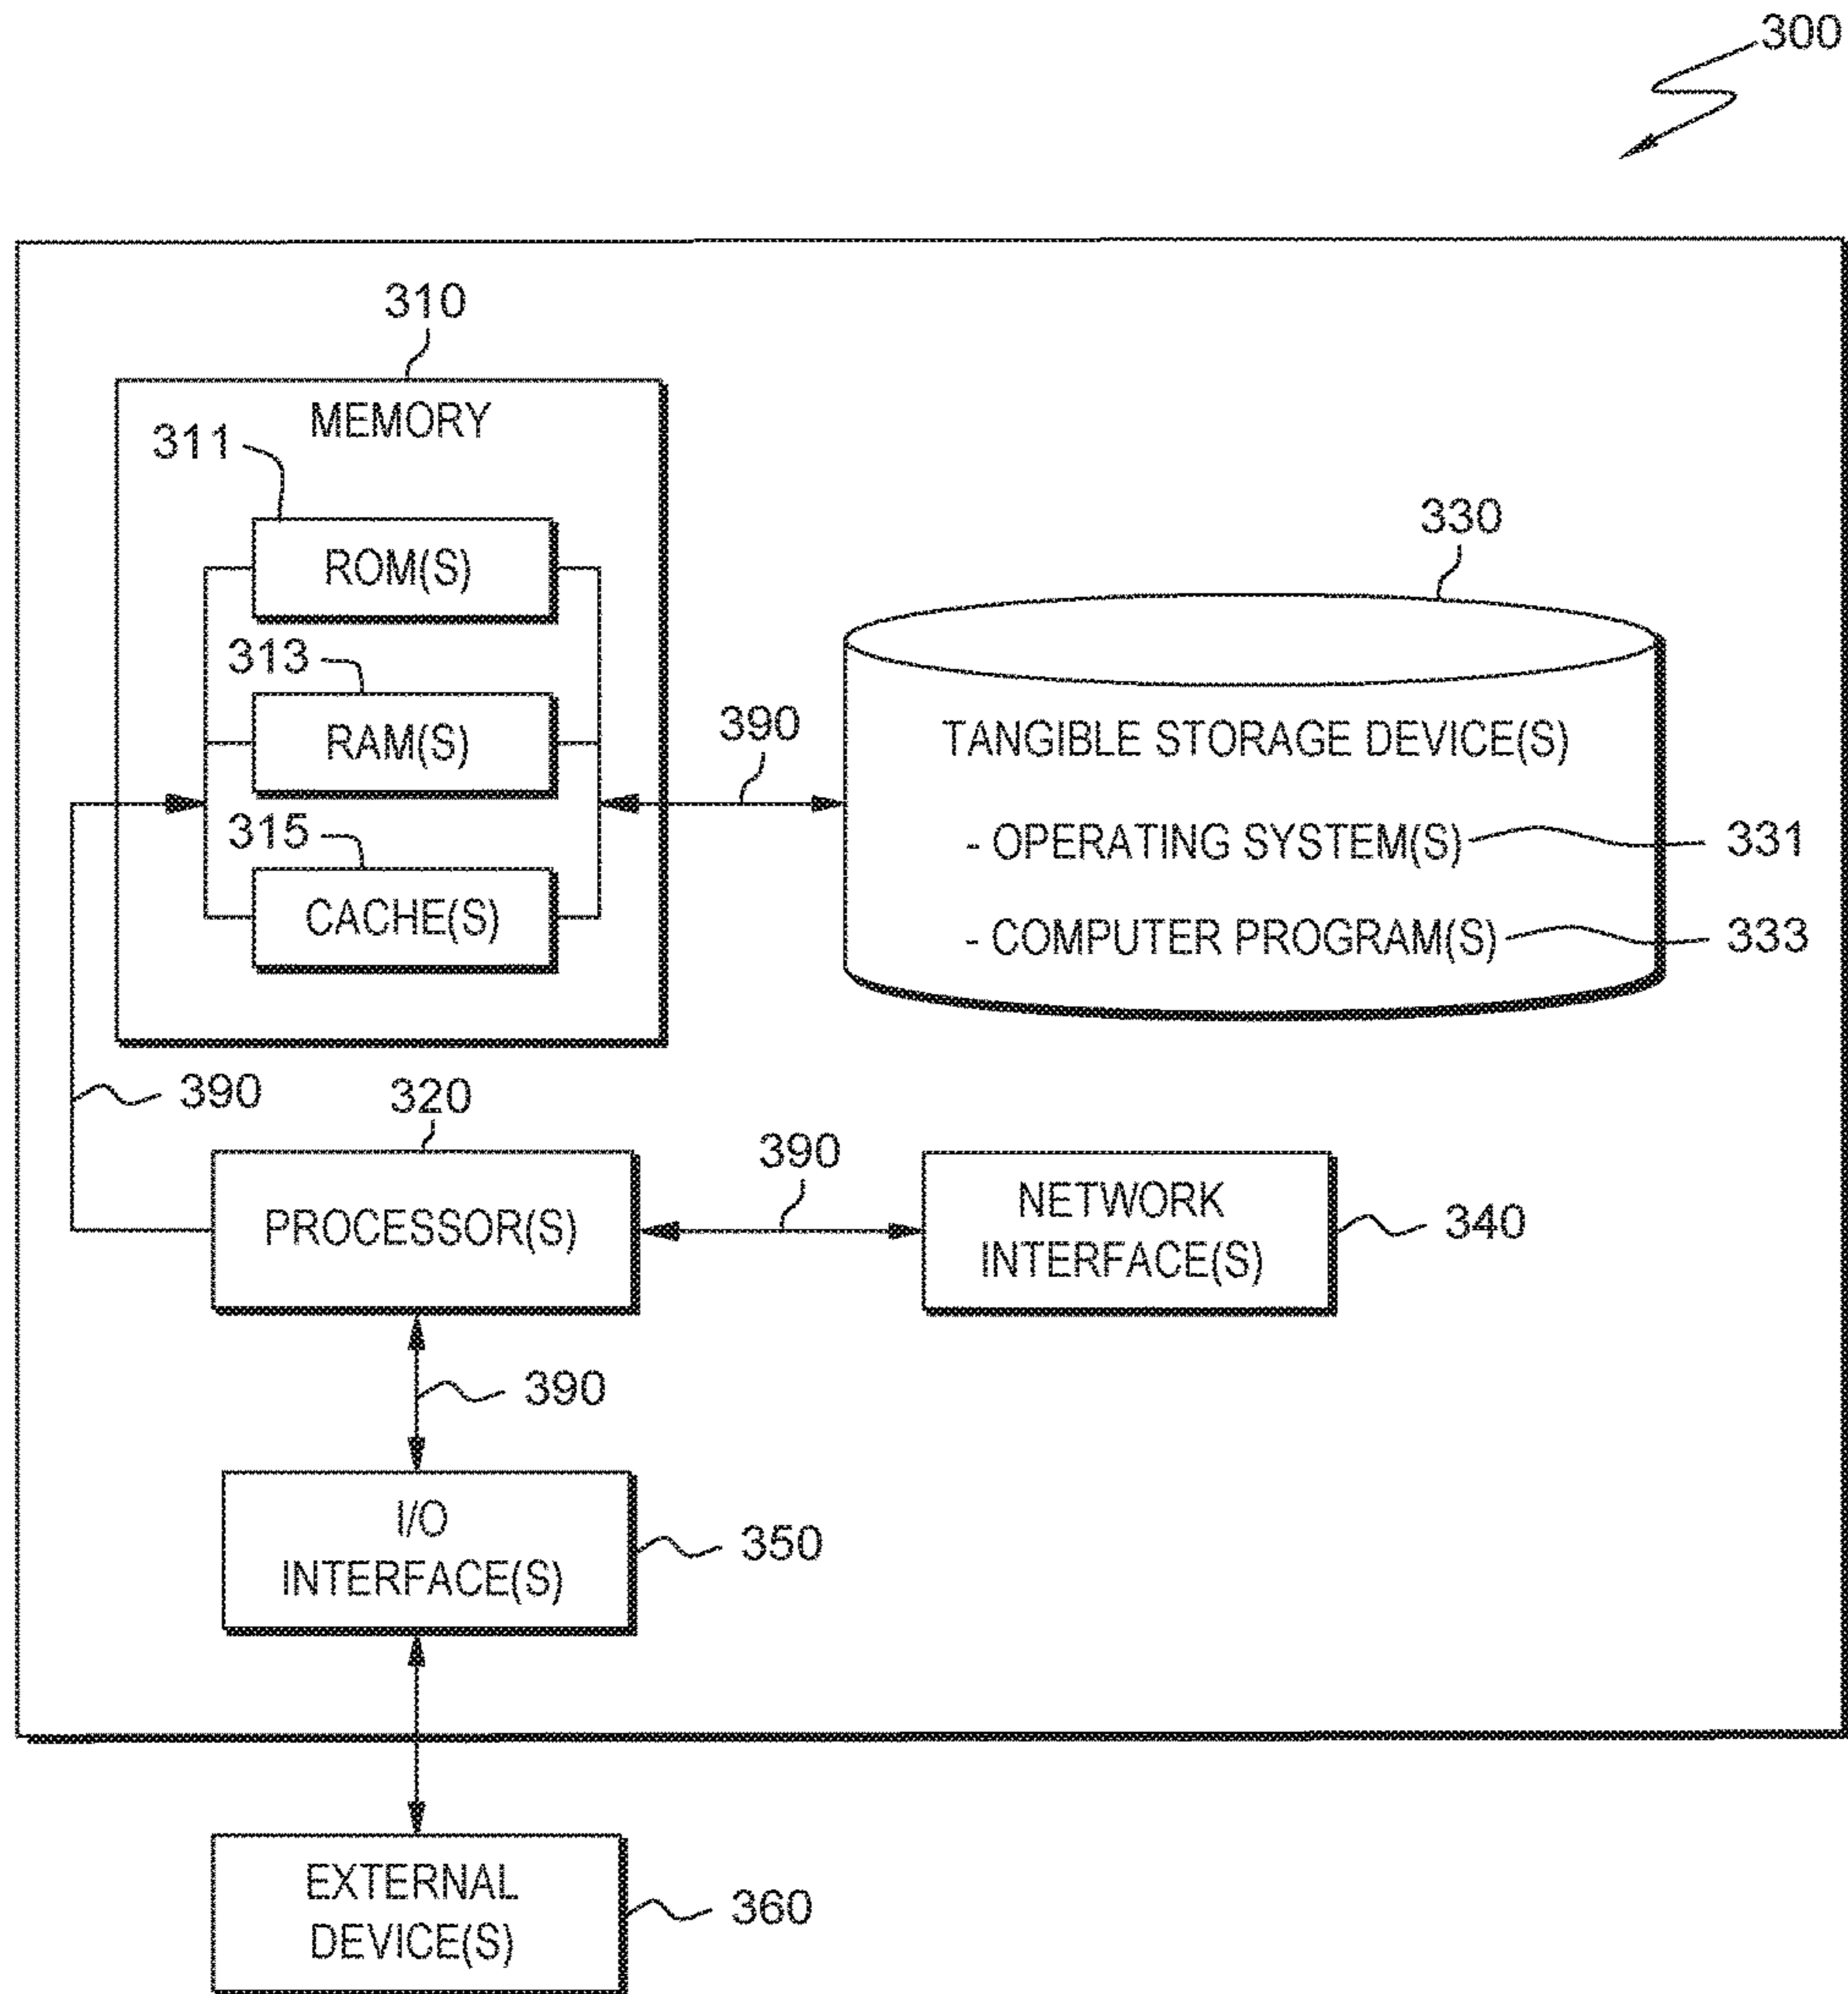 300
310
MEMORY
311
ROM(S)
313
RAM(S)
315
CACHE(S)
390
330
TANGIBLE STORAGE DEVICE(S)
- OPERATING SYSTEM(S)
331
- COMPUTER PROGRAM(S)
333
390
320
PROCESSOR(S)
390
NETWORK
INTERFACE(S)
340
390
I/O
INTERFACE(S)
350
EXTERNAL
DEVICE(S)
360